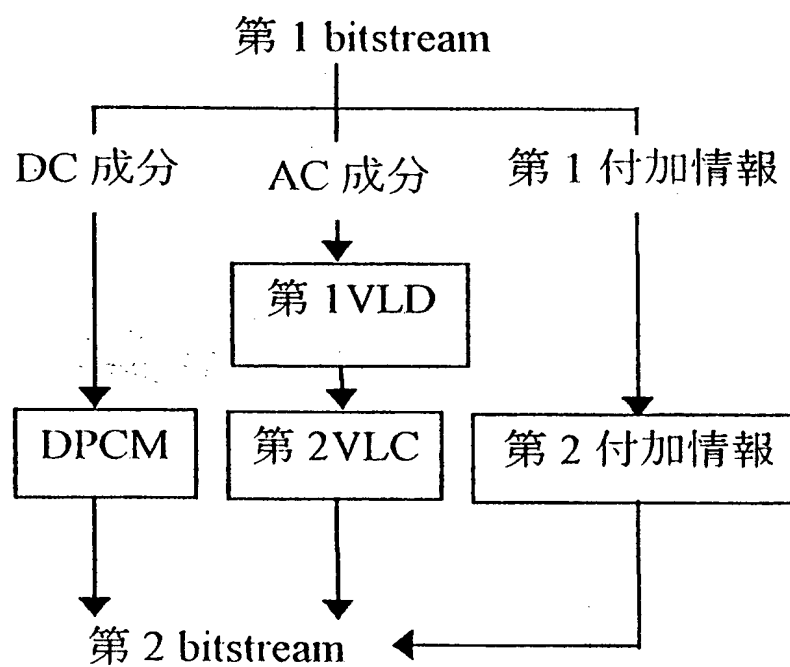 第 1 bitstream
DC 成分
AC 成分
第 1 付加情報
第 1VLD
DPCM
第 2VLC
第 2 付加情報
第 2 bitstream